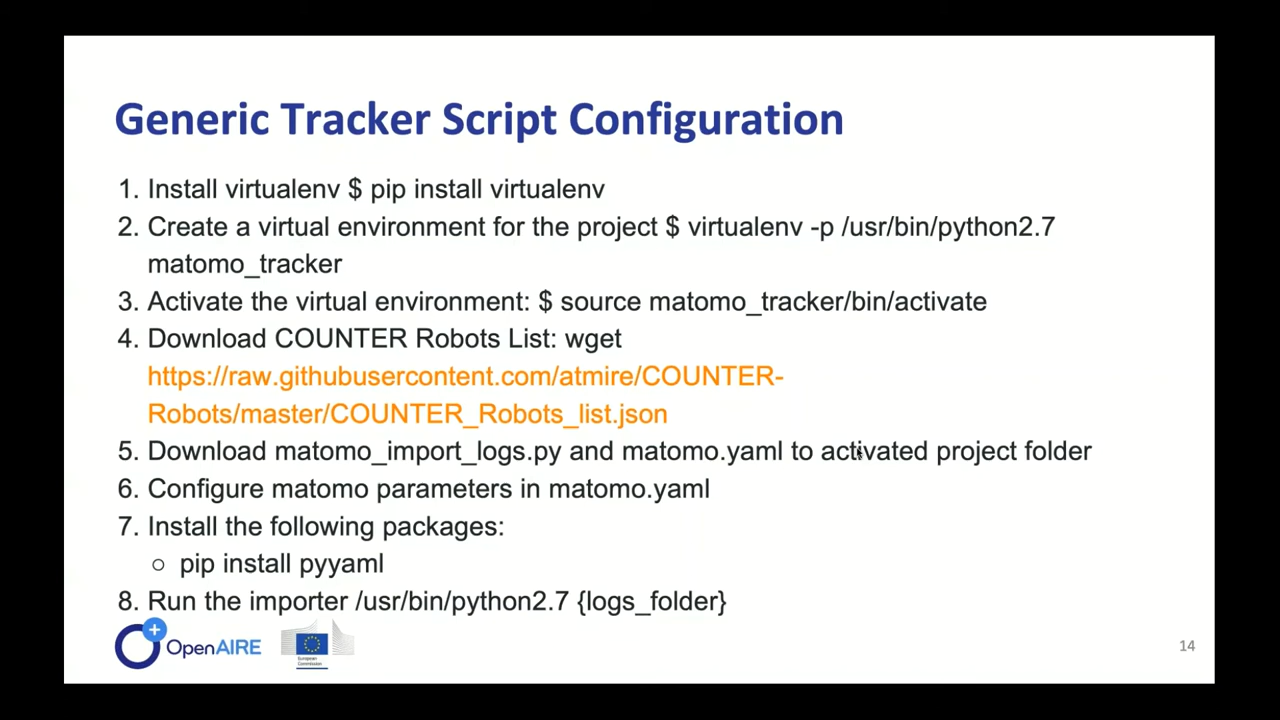 Generic Tracker Script Configuration
1. Install virtualenv $ pip install virtualenv
2. Create a virtual environment for the project $ virtualenv -p /usr/bin/python2.7
matomo_tracker
3. Activate the virtual environment: $ source matomo_tracker/bin/activate
4. Download COUNTER Robots List: wget
https://raw.githubusercontent.com/atmire/COUNTER-
Robots/master/COUNTER_Robots_list.json
5. Download matomo_import_logs.py and matomo.yaml to activated project folder
6. Configure matomo parameters in matomo.yaml
7. Install the following packages:
○ pip install pyyaml
8. Run the importer /usr/bin/python2.7 {logs_folder}
OpenAIRE
European
Commission
14